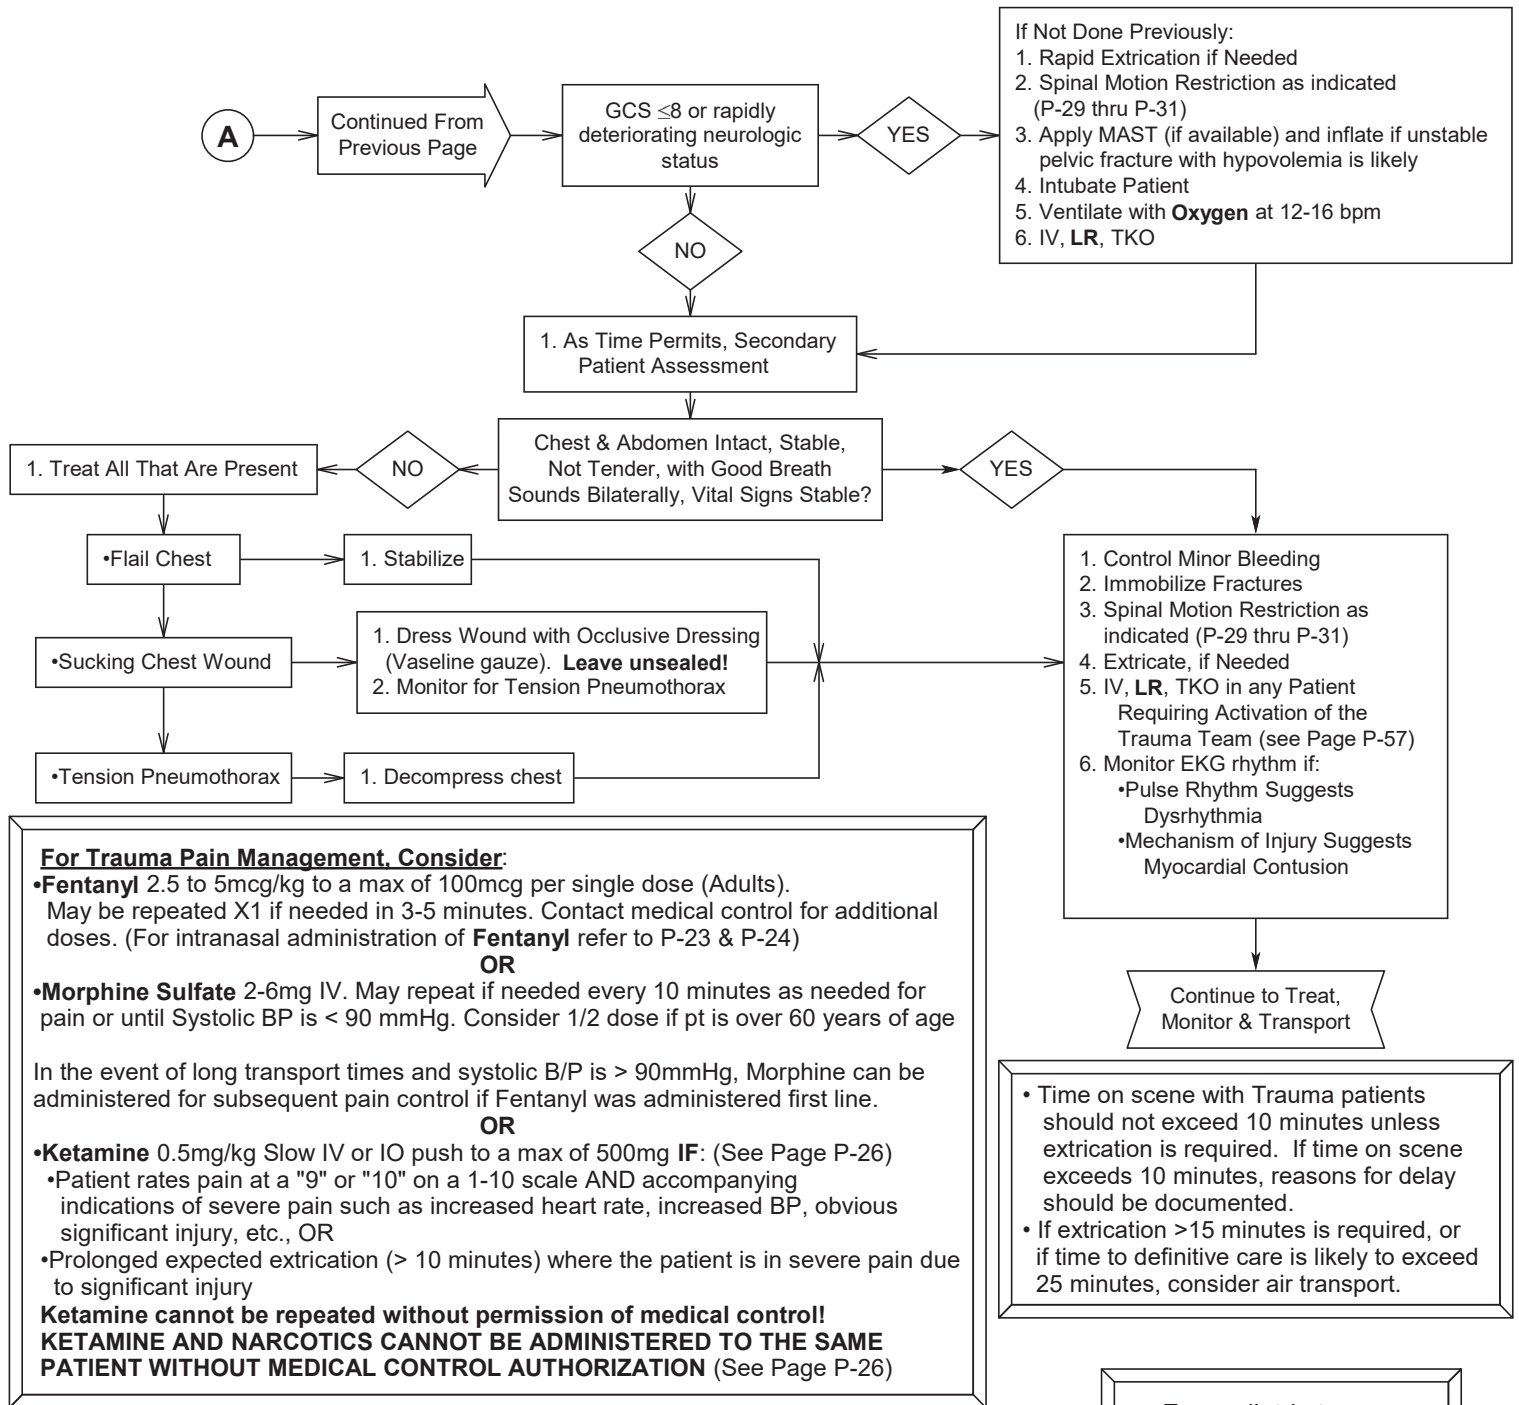 A
Continued From
Previous Page
GCS ≤8 or rapidly
deteriorating neurologic
status
YES
If Not Done Previously:
1. Rapid Extrication if Needed
2. Spinal Motion Restriction as indicated
(P-29 thru P-31)
3. Apply MAST (if available) and inflate if unstable
pelvic fracture with hypovolemia is likely
4. Intubate Patient
5. Ventilate with Oxygen at 12-16 bpm
6. IV, LR, TKO
NO
1. As Time Permits, Secondary
Patient Assessment
Chest & Abdomen Intact, Stable,
Not Tender, with Good Breath
Sounds Bilaterally, Vital Signs Stable?
NO
YES
1. Treat All That Are Present
•Flail Chest
1. Stabilize
•Sucking Chest Wound
1. Dress Wound with Occlusive Dressing
(Vaseline gauze). Leave unsealed!
2. Monitor for Tension Pneumothorax
•Tension Pneumothorax
1. Decompress chest
1. Control Minor Bleeding
2. Immobilize Fractures
3. Spinal Motion Restriction as
indicated (P-29 thru P-31)
4. Extricate, if Needed
5. IV, LR, TKO in any Patient
Requiring Activation of the
Trauma Team (see Page P-57)
6. Monitor EKG rhythm if:
•Pulse Rhythm Suggests
Dysrhythmia
•Mechanism of Injury Suggests
Myocardial Contusion
Continue to Treat,
Monitor & Transport
For Trauma Pain Management, Consider:
•Fentanyl 2.5 to 5mcg/kg to a max of 100mcg per single dose (Adults).
May be repeated X1 if needed in 3-5 minutes. Contact medical control for additional
doses. (For intranasal administration of Fentanyl refer to P-23 & P-24)
OR
•Morphine Sulfate 2-6mg IV. May repeat if needed every 10 minutes as needed for
pain or until Systolic BP is < 90 mmHg. Consider 1/2 dose if pt is over 60 years of age
In the event of long transport times and systolic B/P is > 90mmHg, Morphine can be
administered for subsequent pain control if Fentanyl was administered first line.
OR
•Ketamine 0.5mg/kg Slow IV or IO push to a max of 500mg IF: (See Page P-26)
•Patient rates pain at a "9" or "10" on a 1-10 scale AND accompanying
indications of severe pain such as increased heart rate, increased BP, obvious
significant injury, etc., OR
•Prolonged expected extrication (> 10 minutes) where the patient is in severe pain due
to significant injury
Ketamine cannot be repeated without permission of medical control!
KETAMINE AND NARCOTICS CANNOT BE ADMINISTERED TO THE SAME
PATIENT WITHOUT MEDICAL CONTROL AUTHORIZATION (See Page P-26)
• Time on scene with Trauma patients
should not exceed 10 minutes unless
extrication is required. If time on scene
exceeds 10 minutes, reasons for delay
should be documented.
• If extrication >15 minutes is required, or
if time to definitive care is likely to exceed
25 minutes, consider air transport.